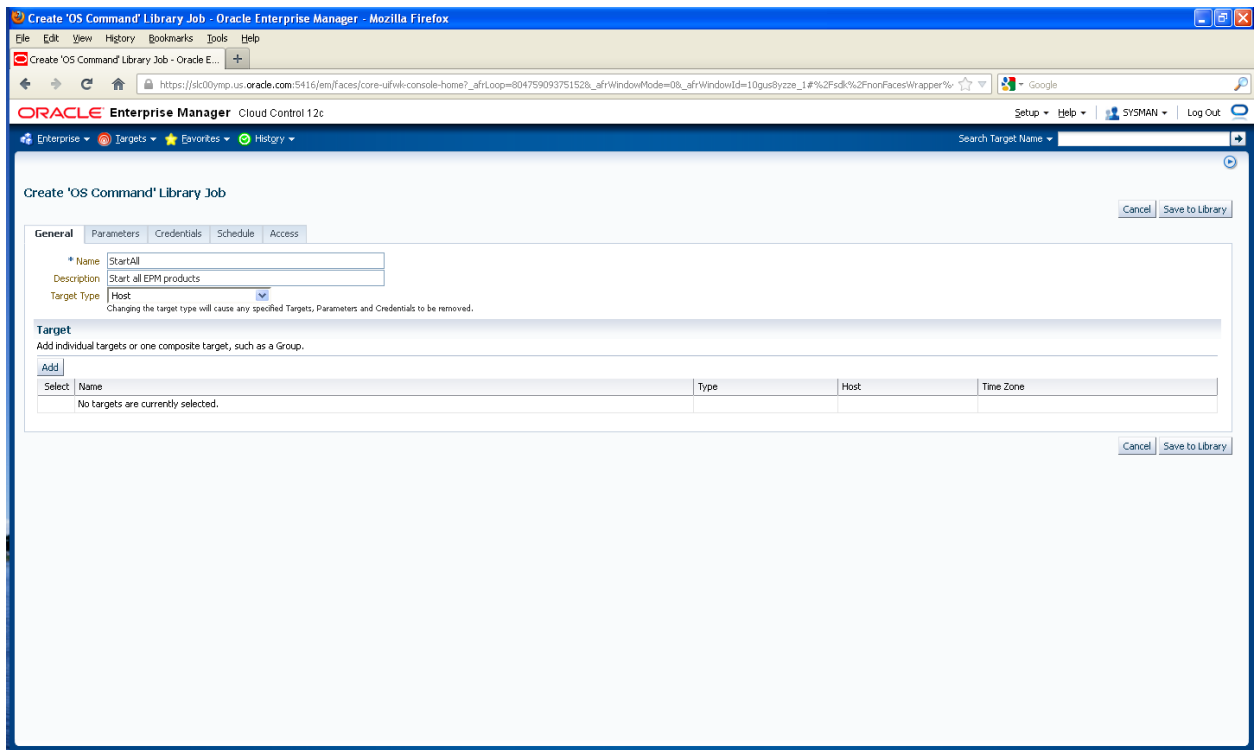 Create 'OS Command' Library Job - Oracle Enterprise Manager - Mozilla Firefox
File Edit View History Bookmarks Tools Help
Create 'OS Command' Library Job - Oracle E... +
https://slc00ymp.us.oracle.com:5416/em/faces/core-uifwk-console-home?_afrLoop=80475909375152&_afrWindowMode=0&_afrWindowId=10gus8yzze_1#%2Fsdk%2FnonFacesWrapper%
Google
ORACLE Enterprise Manager Cloud Control 12c
Setup Help SYSMAN Log Out
Enterprise Targets Favorites History
Search Target Name
Create 'OS Command' Library Job
Cancel Save to Library
General Parameters Credentials Schedule Access
* Name StartAll
Description Start all EPM products
Target Type Host
Changing the target type will cause any specified Targets, Parameters and Credentials to be removed.
Target
Add individual targets or one composite target, such as a Group.
Add
Select Name Type Host Time Zone
No targets are currently selected.
Cancel Save to Library